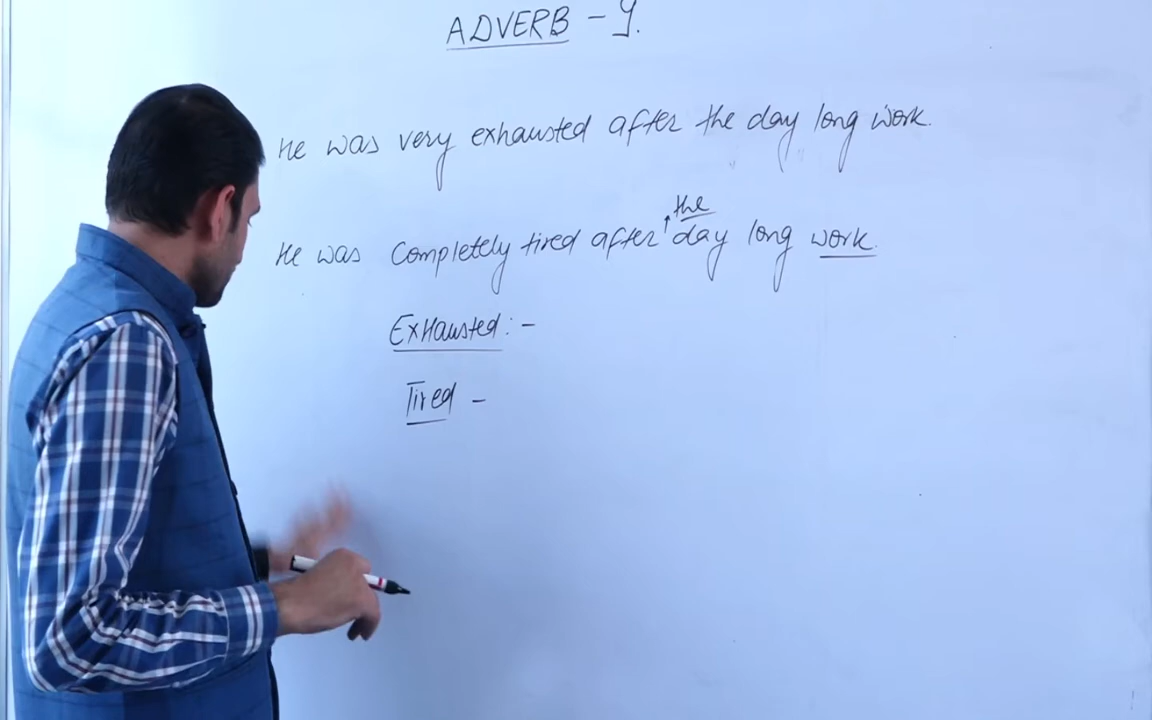 ADVERB - 9.
He was very exhausted after the day long work.
the
He was completely tired after day long work.
Exhausted: -
Tired -